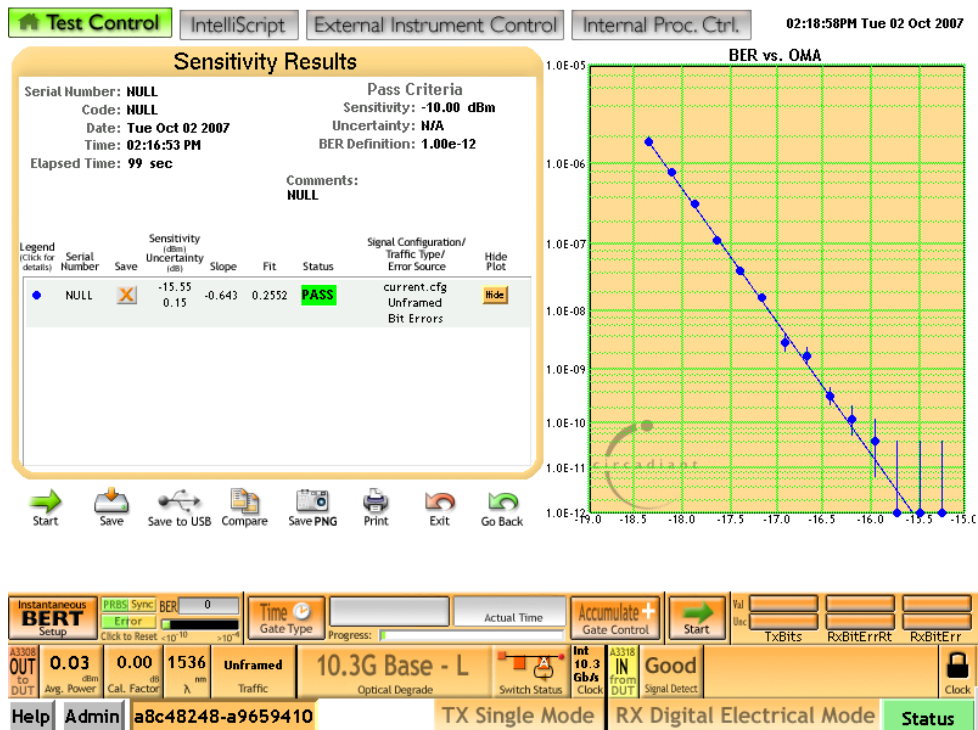 Test Control
IntelliScript
External Instrument Control
Internal Proc. Ctrl.
02:18:58PM Tue 02 Oct 2007
Sensitivity Results
Serial Number: NULL
Code: NULL
Date: Tue Oct 02 2007
Time: 02:16:53 PM
Elapsed Time: 99 sec
Pass Criteria
Sensitivity: -10.00 dBm
Uncertainty: N/A
BER Definition: 1.00e-12
Comments:
NULL
Legend
(Click for
details)
Serial
Number
Save
Sensitivity
(dBm)
Uncertainty
(dB)
Slope
Fit
Status
Signal Configuration/
Traffic Type/
Error Source
Hide
Plot
NULL
X
-15.55
0.15
-0.643
0.2552
PASS
current.cfg
Unframed
Bit Errors
Hide
Start
Save
Save to USB
Compare
Save PNG
Print
Exit
Go Back
BER vs. OMA
1.0E-05
1.0E-06
1.0E-07
1.0E-08
1.0E-09
1.0E-10
1.0E-11
1.0E-12
circadiant
-19.0 -18.5 -18.0 -17.5 -17.0 -16.5 -16.0 -15.5 -15.0
Instantaneous
BERT
Setup
PRBS Sync
Error
Click to Reset
BER
0
<10^-10
>10^-4
Time
Gate Type
Progress:
Actual Time
Accumulate +
Gate Control
Start
Val
Unc
TxBits
RxBitErrRt
RxBitErr
A3308
OUT
to
DUT
0.03
dBm
Avg. Power
0.00
dB
Cal. Factor
1536
nm
λ
Unframed
Traffic
10.3G Base - L
Optical Degrade
A
Switch Status
Int
10.3
Gb/s
Clock
A3318
IN
from
DUT
Good
Signal Detect
Clock
Help
Admin
a8c48248-a9659410
TX Single Mode
RX Digital Electrical Mode
Status